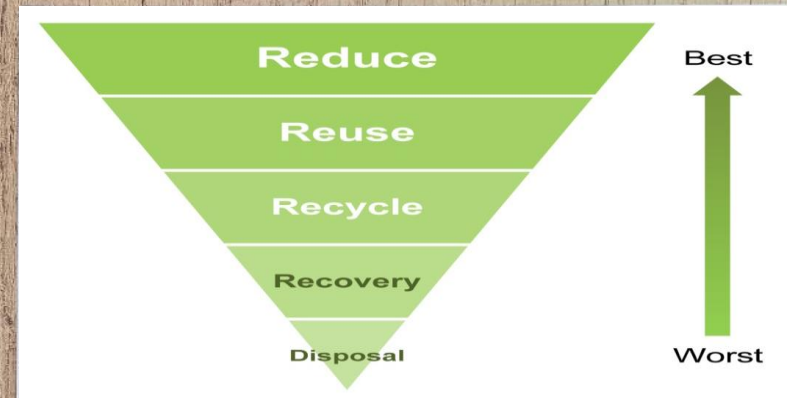 Reduce
Best
Reuse
Recycle
Recovery
Disposal
Worst